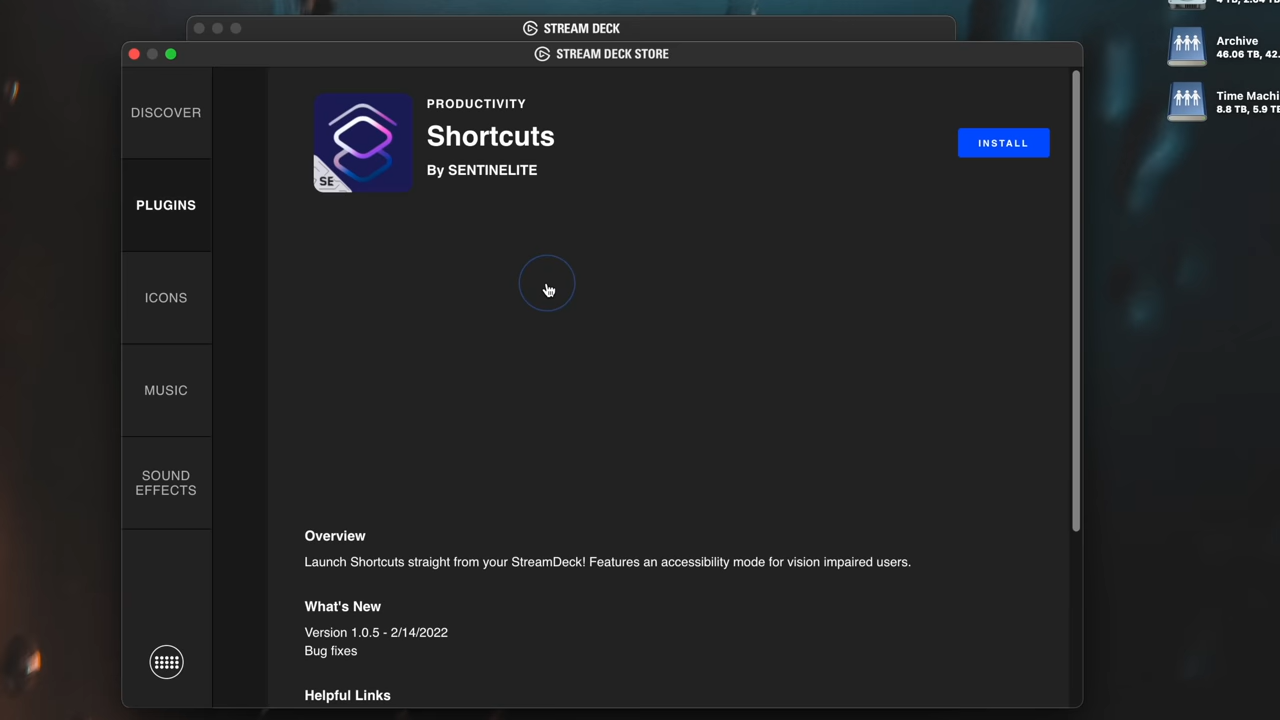 STREAM DECK
STREAM DECK STORE
Archive
46.06 TB, 42.
Time Machi
8.8 TB, 5.9 T
DISCOVER
PLUGINS
ICONS
MUSIC
SOUND
EFFECTS
PRODUCTIVITY
Shortcuts
By SENTINELITE
SE
INSTALL
Overview
Launch Shortcuts straight from your StreamDeck! Features an accessibility mode for vision impaired users.
What's New
Version 1.0.5 - 2/14/2022
Bug fixes
Helpful Links